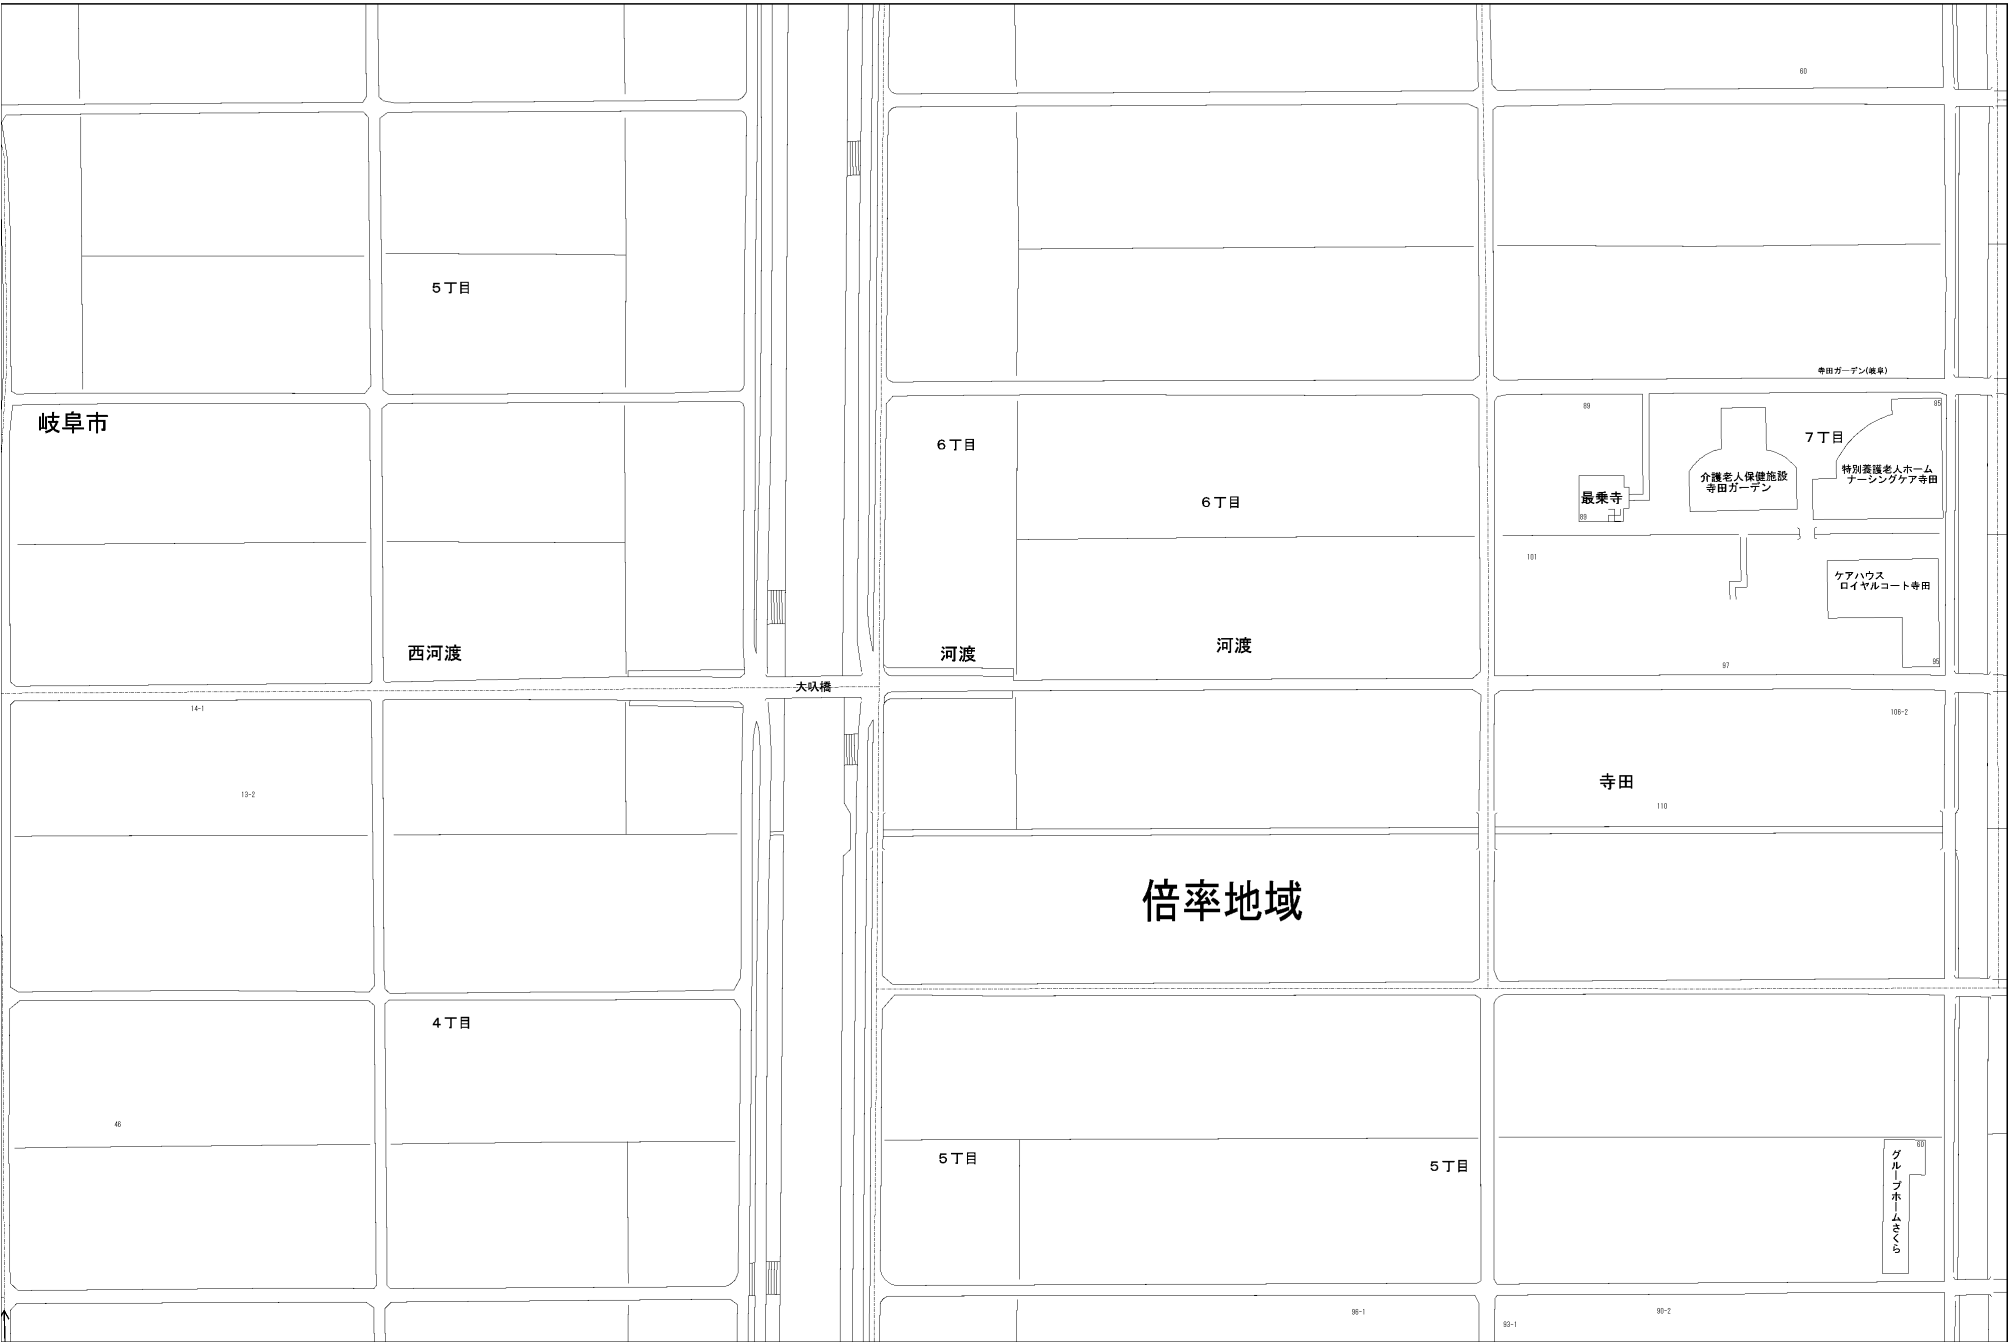 60
5丁目
寺田ガーデン(岐阜)
岐阜市
6丁目
6丁目
89
7丁目
85
介護老人保健施設
寺田ガーデン
特別養護老人ホーム
ナーシングケア寺田
最乗寺
89
101
ケアハウス
ロイヤルコート寺田
西河渡
河渡
河渡
97
95
14-1
106-2
13-2
寺田
110
倍率地域
4丁目
46
5丁目
5丁目
60
グループホームさくら
96-1
90-2
93-1